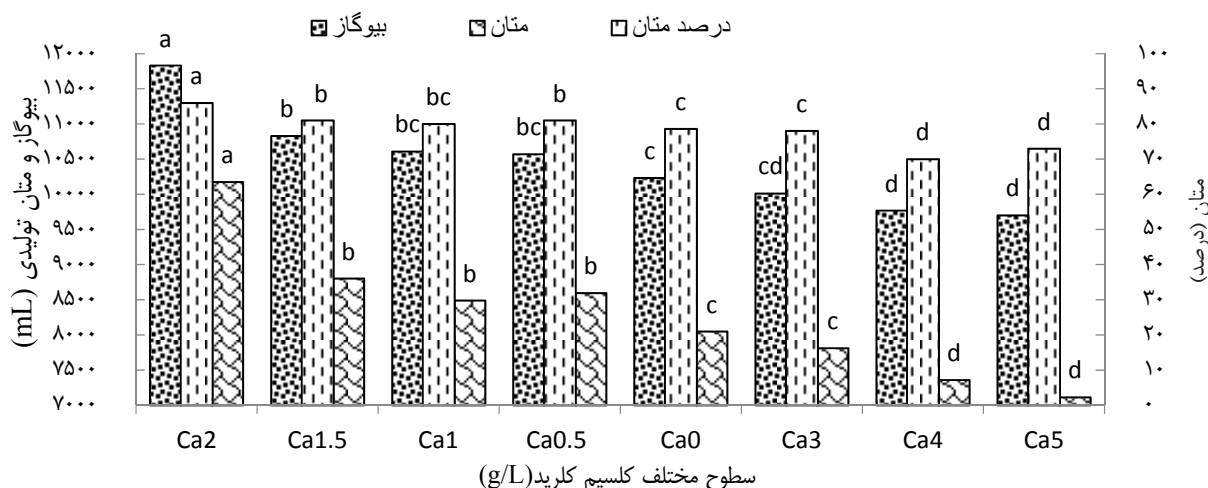 بیوگاز متان درصد متان
بیوگاز و متان تولیدی (mL)
۱۲۰۰۰
۱۱۵۰۰
۱۱۰۰۰
۱۰۵۰۰
۱۰۰۰۰
۹۵۰۰
۹۰۰۰
۸۵۰۰
۸۰۰۰
۷۵۰۰
۷۰۰۰
a a a
b b b
bc bc b
bc b b
c c c
cd c c
d d d
d d d
۱۰۰
۹۰
۸۰
۷۰
۶۰
۵۰
۴۰
۳۰
۲۰
۱۰
۰
متان (درصد)
Ca2 Ca1.5 Ca1 Ca0.5 Ca0 Ca3 Ca4 Ca5
سطوح مختلف کلسیم کلرید(g/L)